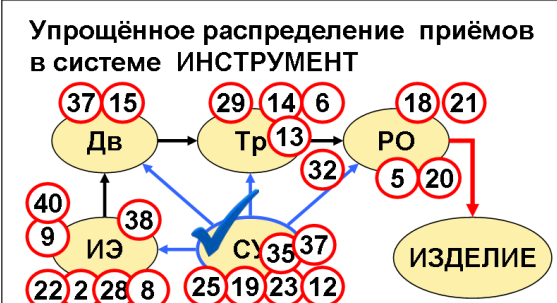 Упрощённое распределение приёмов
в системе ИНСТРУМЕНТ
37 15 29 14 6 18 21
Дв Тр 13 РО
32 5 20
40
9 38
ИЭ СУ 35 37 ИЗДЕЛИЕ
22 2 28 8 25 19 23 12